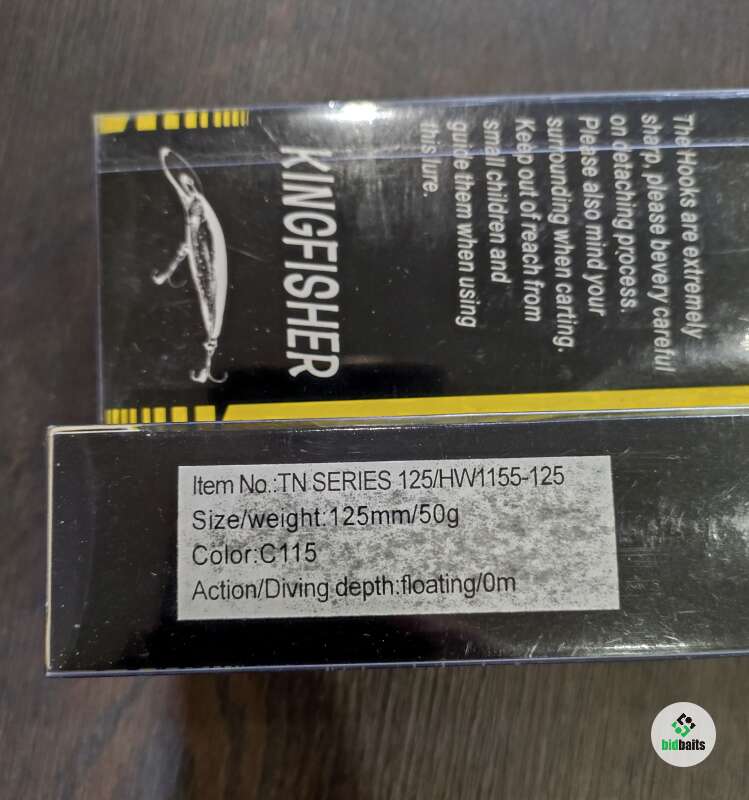 KINGFISHER
The Hooks are extremely
sharp, please bevery careful
on detaching process.
Please also mind your
surrounding when carting.
Keep out of reach from
small children and
guide them when using
this lure.
Item No.:TN SERIES 125/HW1155-125
Size/weight:125mm/50g
Color:C115
Action/Diving depth:floating/0m
bidbaits